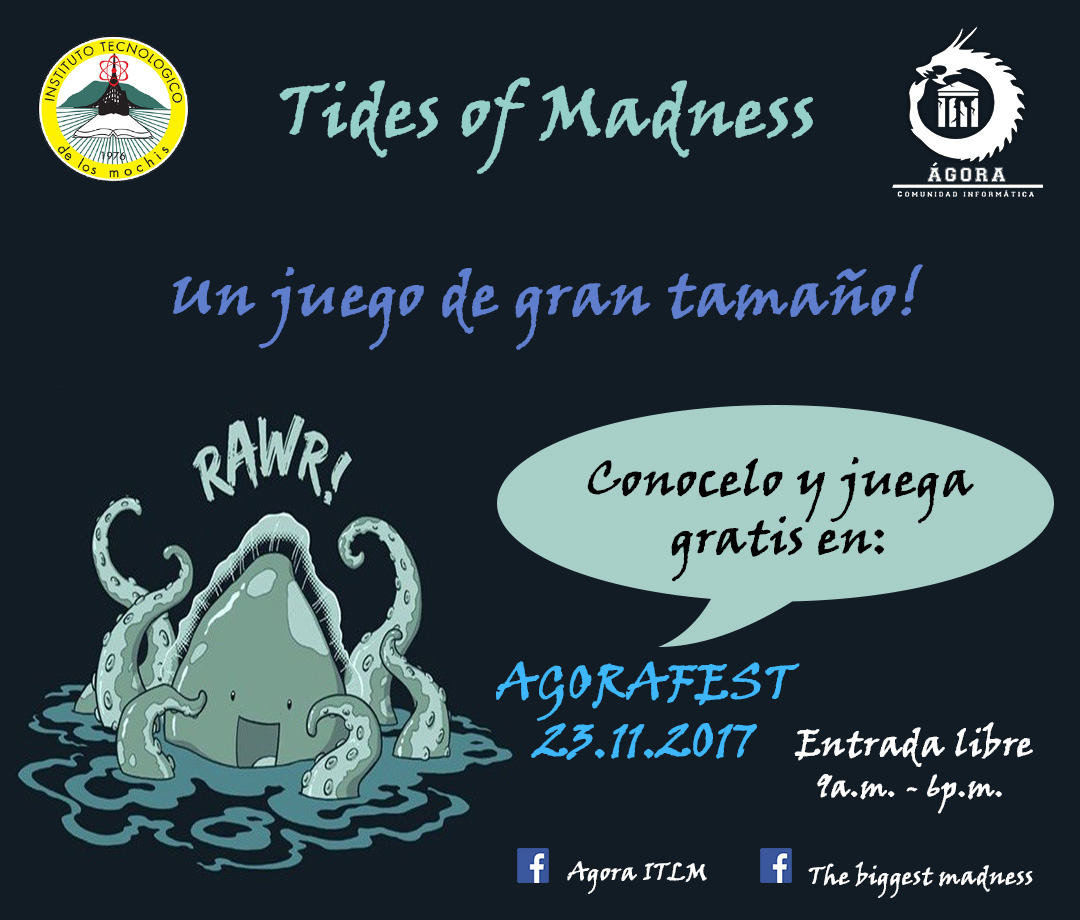 INSTITUTO TECNOLOGICO
de los mochis
1976
Tides of Madness
ÁGORA
COMUNIDAD INFORMÁTICA
Un juego de gran tamaño!
RAWR!
Conocelo y juega
gratis en:
AGORAFEST
23.11.2017
Entrada libre
9a.m. - 6p.m.
f Agora ITLM
f The biggest madness